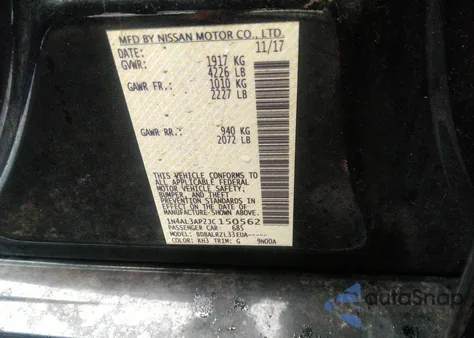 MFD BY NISSAN MOTOR CO., LTD.
DATE: 11/17
GVWR: 1917 KG
4226 LB
GAWR FR.: 1010 KG
2227 LB
GAWR RR.: 940 KG
2072 LB
THIS VEHICLE CONFORMS TO
ALL APPLICABLE FEDERAL
MOTOR VEHICLE SAFETY,
BUMPER, AND THEFT
PREVENTION STANDARDS IN
EFFECT ON THE DATE OF
MANUFACTURE SHOWN ABOVE.
1N4AL3AP2JC150562
PASSENGER CAR 685
MODEL: BDBALRZL33EUA-----
COLOR: KH3 TRIM: G 9N00A
autoSnap